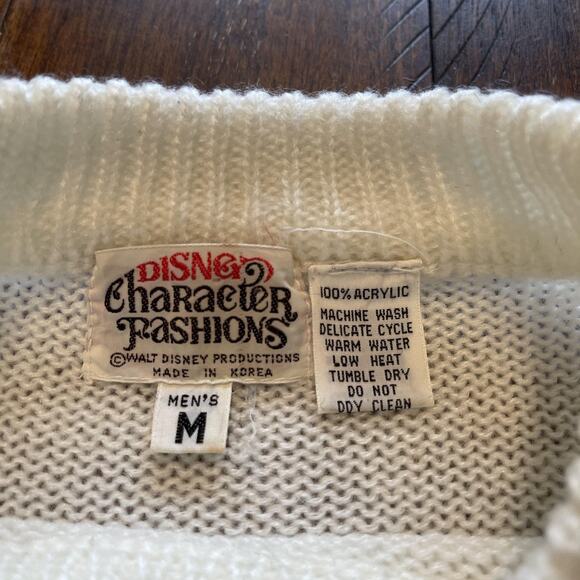 DISNEY
Character
FASHIONS
©WALT DISNEY PRODUCTIONS
MADE IN KOREA
MEN'S
M
100% ACRYLIC
MACHINE WASH
DELICATE CYCLE
WARM WATER
LOW HEAT
TUMBLE DRY
DO NOT
DDY CLEAN